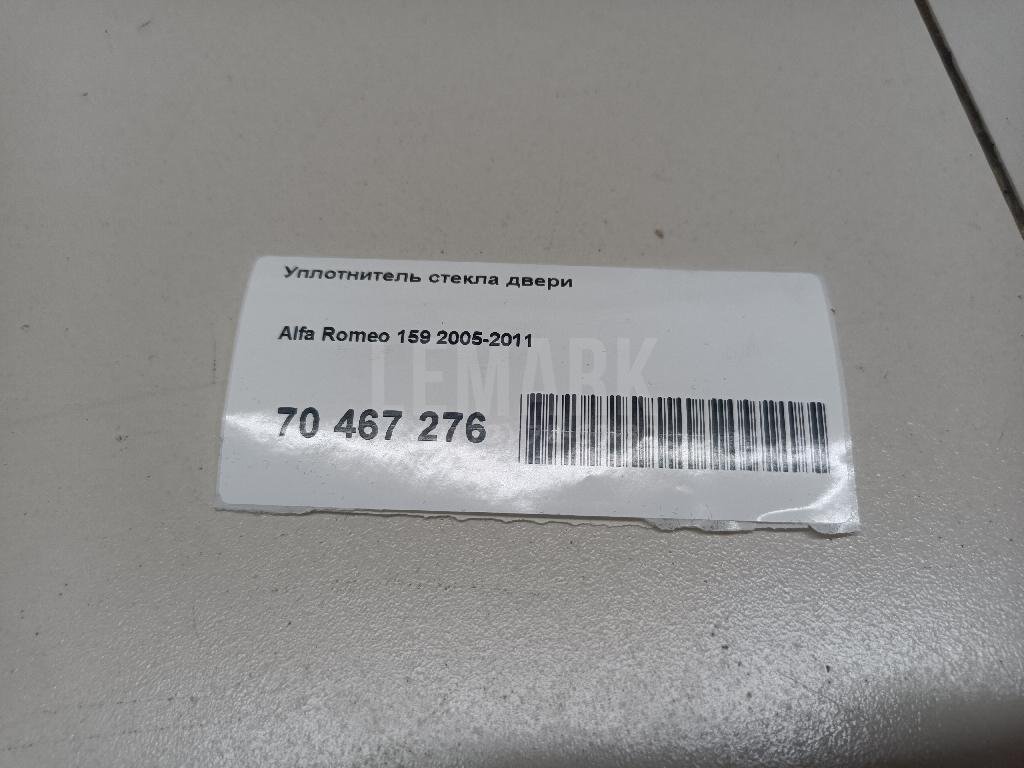 Уплотнитель стекла двери
Alfa Romeo 159 2005-2011
LEMARK
70 467 276